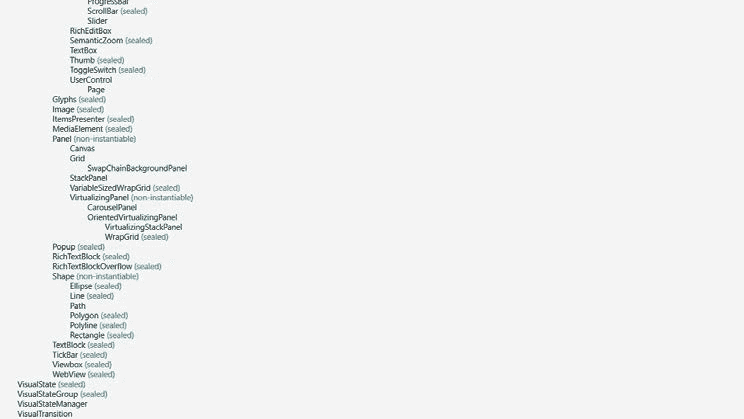 ProgressBar
ScrollBar (sealed)
Slider
RichEditBox
SemanticZoom (sealed)
TextBox
Thumb (sealed)
ToggleSwitch (sealed)
UserControl
Page
Glyphs (sealed)
Image (sealed)
ItemsPresenter (sealed)
MediaElement (sealed)
Panel (non-instantiable)
Canvas
Grid
SwapChainBackgroundPanel
StackPanel
VariableSizedWrapGrid (sealed)
VirtualizingPanel (non-instantiable)
CarouselPanel
OrientedVirtualizingPanel
VirtualizingStackPanel
WrapGrid (sealed)
Popup (sealed)
RichTextBlock (sealed)
RichTextBlockOverflow (sealed)
Shape (non-instantiable)
Ellipse (sealed)
Line (sealed)
Path
Polygon (sealed)
Polyline (sealed)
Rectangle (sealed)
TextBlock (sealed)
TickBar (sealed)
Viewbox (sealed)
WebView (sealed)
VisualState (sealed)
VisualStateGroup (sealed)
VisualStateManager
VisualTransition